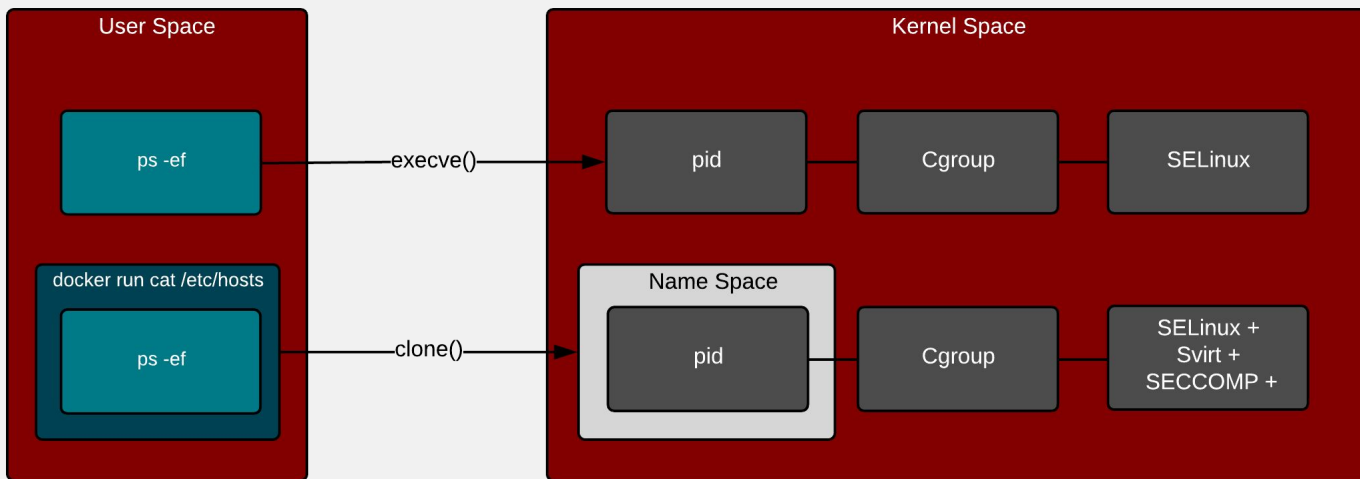 User Space
Kernel Space
ps -ef
execve()
pid
Cgroup
SELinux
docker run cat /etc/hosts
ps -ef
clone()
Name Space
pid
Cgroup
SELinux +
Svirt +
SECCOMP +